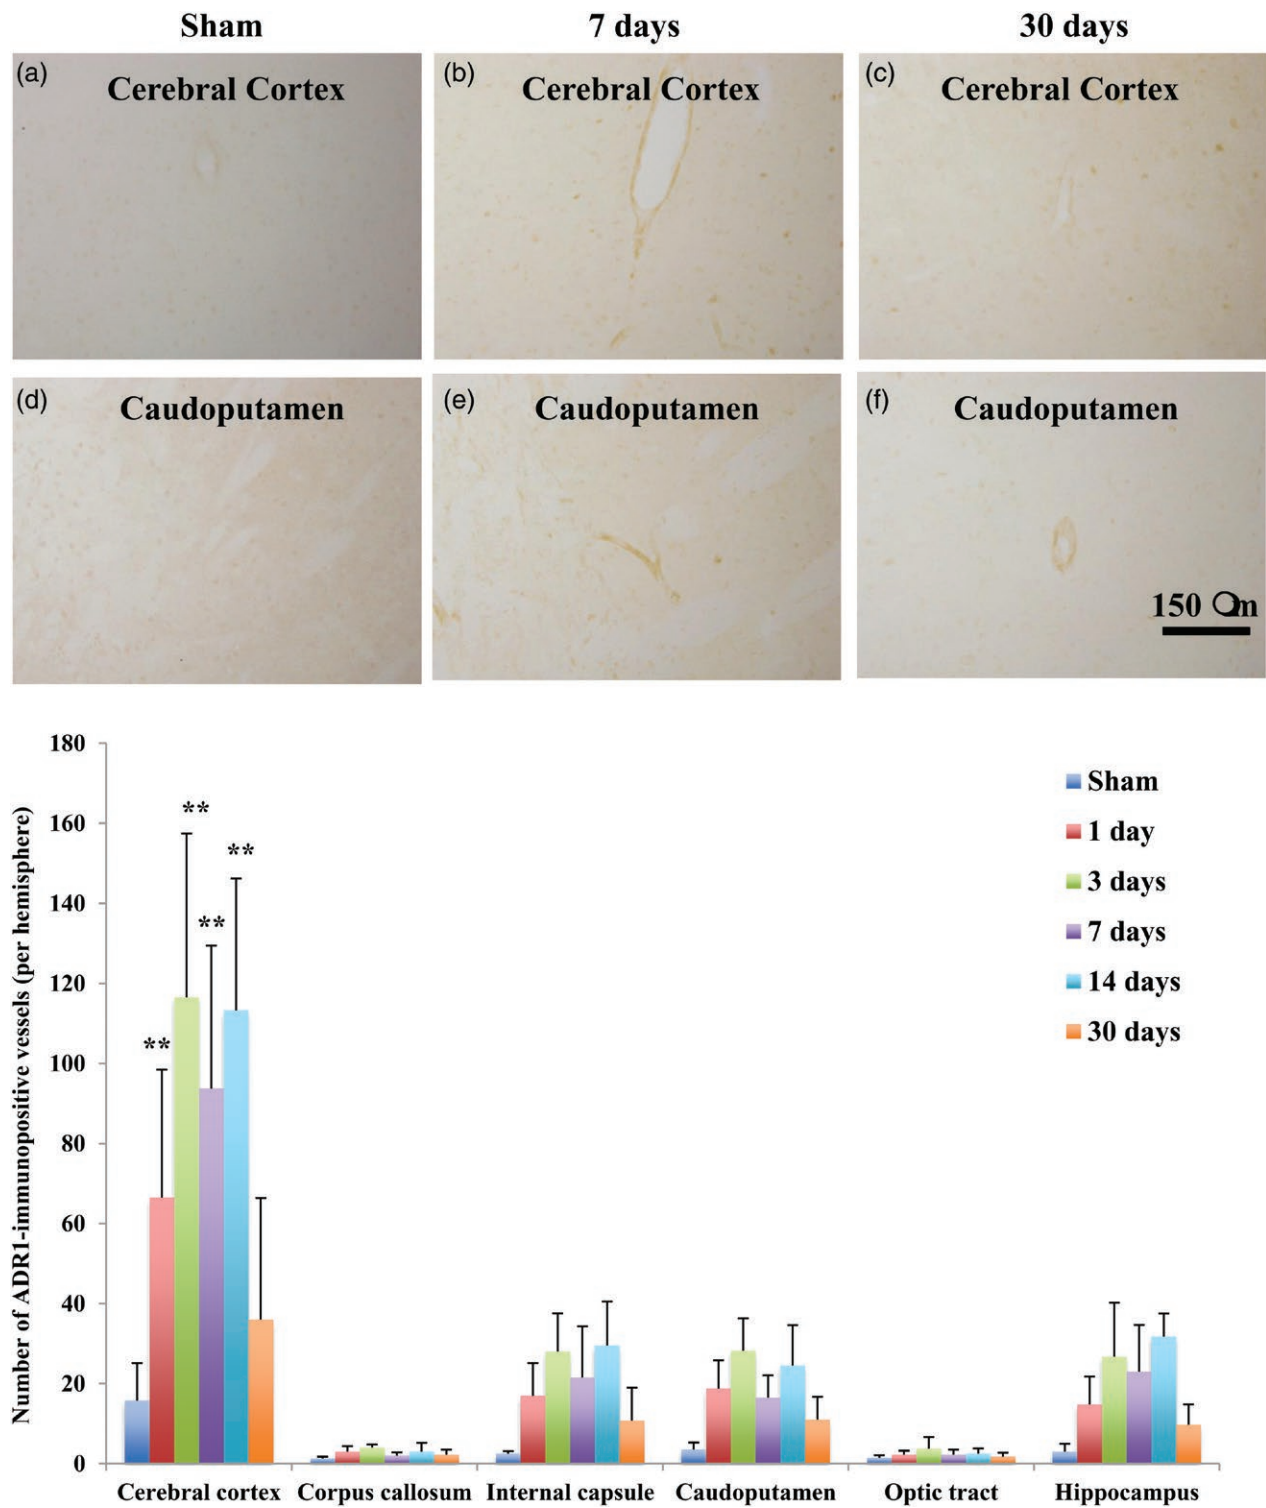 Sham 7 days 30 days
(a) Cerebral Cortex (b) Cerebral Cortex (c) Cerebral Cortex
(d) Caudoputamen (e) Caudoputamen (f) Caudoputamen
150 m
Number of ADR1-immunopositive vessels (per hemisphere)
180
160
140
120
100
80
60
40
20
0
**
**
**
**
Sham
1 day
3 days
7 days
14 days
30 days
Cerebral cortex Corpus callosum Internal capsule Caudoputamen Optic tract Hippocampus